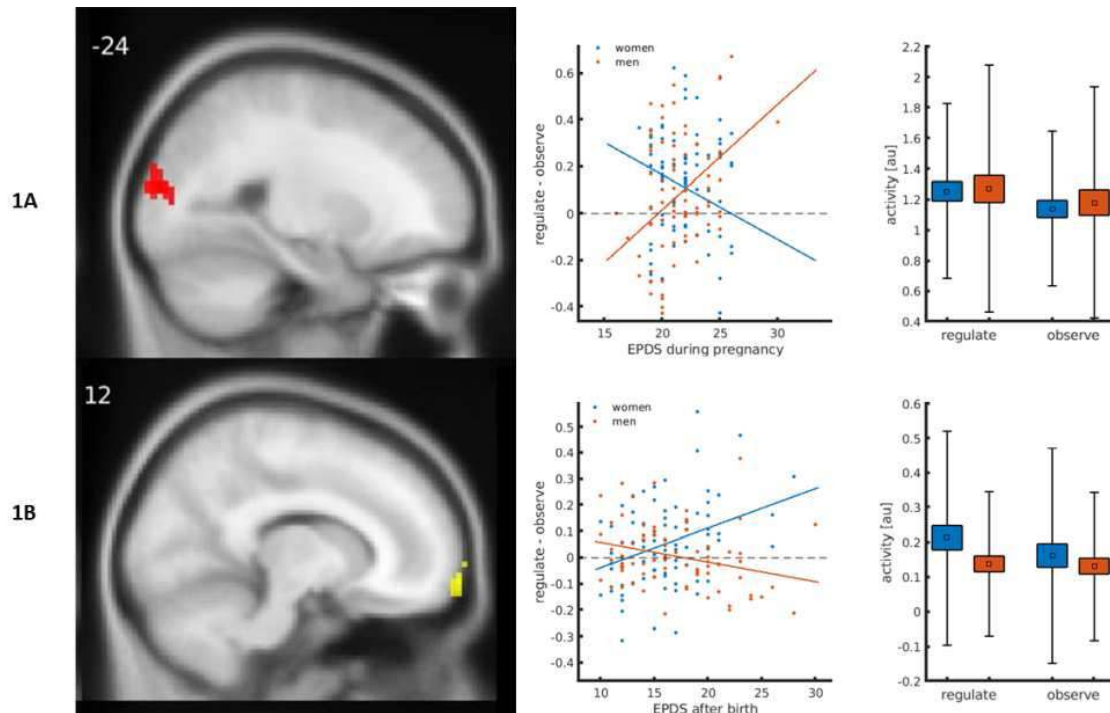 1A
-24
women
men
regulate - observe
0.6
0.4
0.2
0
-0.2
-0.4
15
20
25
30
EPDS during pregnancy
activity [au]
2.2
2
1.8
1.6
1.4
1.2
1
0.8
0.6
0.4
regulate
observe
1B
12
women
men
regulate - observe
0.5
0.4
0.3
0.2
0.1
0
-0.1
-0.2
-0.3
-0.4
10
15
20
25
30
EPDS after birth
activity [au]
0.6
0.5
0.4
0.3
0.2
0.1
0
-0.1
-0.2
regulate
observe